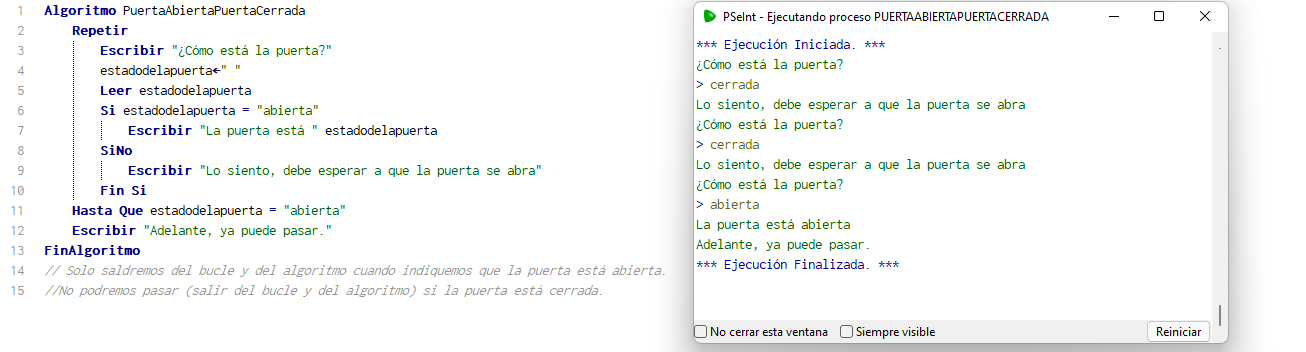 1 Algoritmo PuertaAbiertaPuertaCerrada
2 Repetir
3 Escribir "¿Cómo está la puerta?"
4 estadodelapuerta←" "
5 Leer estadodelapuerta
6 Si estadodelapuerta = "abierta"
7 Escribir "La puerta está " estadodelapuerta
8 SiNo
9 Escribir "Lo siento, debe esperar a que la puerta se abra"
10 Fin Si
11 Hasta Que estadodelapuerta = "abierta"
12 Escribir "Adelante, ya puede pasar."
13 FinAlgoritmo
14 // Solo saldremos del bucle y del algoritmo cuando indiquemos que la puerta está abierta.
15 //No podremos pasar (salir del bucle y del algoritmo) si la puerta está cerrada.
PSeInt - Ejecutando proceso PUERTAABIERTAPUERTACERRADA
*** Ejecución Iniciada. ***
¿Cómo está la puerta?
> cerrada
Lo siento, debe esperar a que la puerta se abra
¿Cómo está la puerta?
> cerrada
Lo siento, debe esperar a que la puerta se abra
¿Cómo está la puerta?
> abierta
La puerta está abierta
Adelante, ya puede pasar.
*** Ejecución Finalizada. ***
No cerrar esta ventana Siempre visible Reiniciar